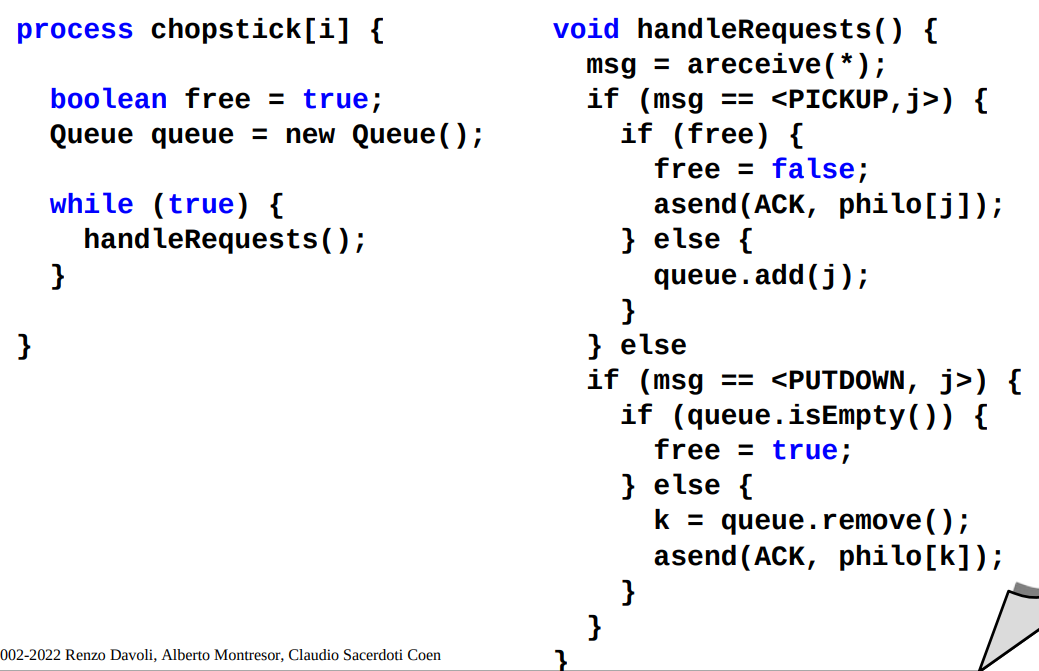 process chopstick[i] {
boolean free = true;
Queue queue = new Queue();
while (true) {
handleRequests();
}
}
void handleRequests() {
msg = areceive(*);
if (msg == <PICKUP,j>) {
if (free) {
free = false;
asend(ACK, philo[j]);
} else {
queue.add(j);
}
} else
if (msg == <PUTDOWN, j>) {
if (queue.isEmpty()) {
free = true;
} else {
k = queue.remove();
asend(ACK, philo[k]);
}
}
}
002-2022 Renzo Davoli, Alberto Montresor, Claudio Sacerdoti Coen